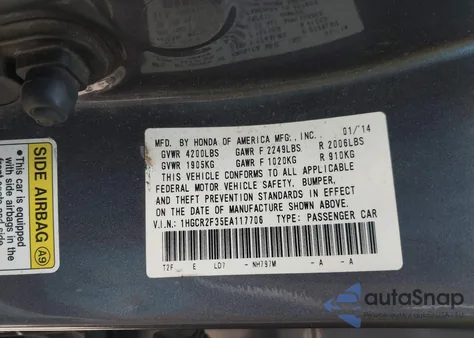 MFD. BY HONDA OF AMERICA MFG., INC. 01/14
GVWR 4200LBS GAWR F 2249LBS R 2006LBS
GVWR 1905KG GAWR F 1020KG R 910KG
THIS VEHICLE CONFORMS TO ALL APPLICABLE
FEDERAL MOTOR VEHICLE SAFETY, BUMPER,
AND THEFT PREVENTION STANDARDS IN EFFECT
ON THE DATE OF MANUFACTURE SHOWN ABOVE.
V.I.N.: 1HGCR2F35EA117706 TYPE: PASSENGER CAR
T2F E LD7 - NH797M - A - A
SIDE AIRBAG A9
• This car is
equipped with
side airbags in the
autoSnap